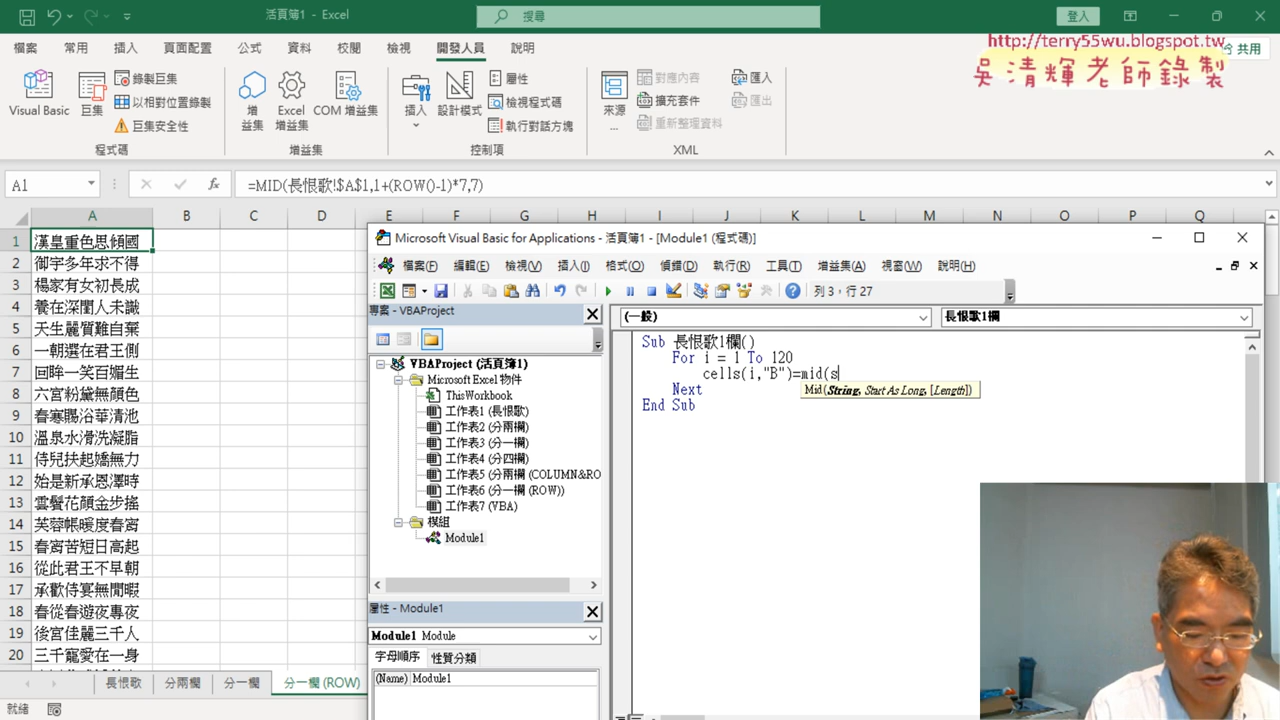 活頁簿1 - Excel
搜尋
登入
檔案 常用 插入 頁面配置 公式 資料 校閱 檢視 開發人員 說明
共用
http://terry55wu.blogspot.tw
吳清輝老師錄製
Visual Basic
巨集
錄製巨集
以相對位置錄製
巨集安全性
程式碼
增益集
Excel 增益集
COM 增益集
增益集
插入
設計模式
屬性
檢視程式碼
執行對話方塊
控制項
來源
...
對應內容
擴充套件
重新整理資料
匯入
匯出
XML
A1
fx
=MID(長恨歌!$A$1,1+(ROW()-1)*7,7)
A B C D E F G H I J K L M N O P Q
1 漢皇重色思傾國
2 御宇多年求不得
3 楊家有女初長成
4 養在深閨人未識
5 天生麗質難自棄
6 一朝選在君王側
7 回眸一笑百媚生
8 六宮粉黛無顏色
9 春寒賜浴華清池
10 溫泉水滑洗凝脂
11 侍兒扶起嬌無力
12 始是新承恩澤時
13 雲鬢花顏金步搖
14 芙蓉帳暖度春宵
15 春宵苦短日高起
16 從此君王不早朝
17 承歡侍宴無閒暇
18 春從春遊夜專夜
19 後宮佳麗三千人
20 三千寵愛在一身
長恨歌 分兩欄 分一欄 分一欄 (ROW)
就緒
Microsoft Visual Basic for Applications - 活頁簿1 - [Module1 (程式碼)]
檔案(F) 編輯(E) 檢視(V) 插入(I) 格式(O) 偵錯(D) 執行(R) 工具(T) 增益集(A) 視窗(W) 說明(H)
列 3，行 27
專案 - VBAProject
VBAProject (活頁簿1)
Microsoft Excel 物件
ThisWorkbook
工作表1 (長恨歌)
工作表2 (分兩欄)
工作表3 (分一欄)
工作表4 (分四欄)
工作表5 (分兩欄 (COLUMN&RO
工作表6 (分一欄 (ROW))
工作表7 (VBA)
模組
Module1
屬性 - Module1
Module1 Module
字母順序 性質分類
(Name) Module1
(一般)
長恨歌1欄
Sub 長恨歌1欄()
For i = 1 To 120
cells(i,"B")=mid(s
Mid(String, Start As Long, [Length])
Next
End Sub